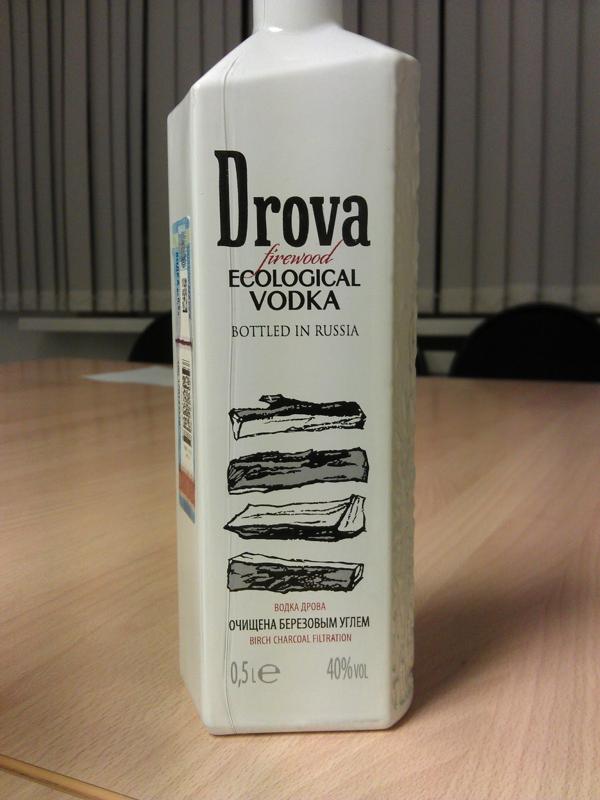 Drova
firewood
ECOLOGICAL
VODKA
BOTTLED IN RUSSIA
ВОДКА ДРОВА
ОЧИЩЕНА БЕРЕЗОВЫМ УГЛЕМ
BIRCH CHARCOAL FILTRATION
0,5 L e 40% VOL